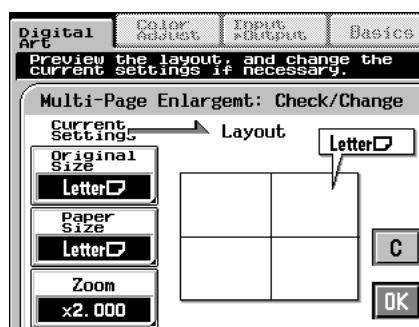 Digital Art
Color Adjust
Input ▸Output
Basics
Preview the layout, and change the
current settings if necessary.
Multi-Page Enlargemt: Check/Change
Current Settings
Layout
Letter
Original Size
Letter
Paper Size
Letter
Zoom
x2.000
C
OK